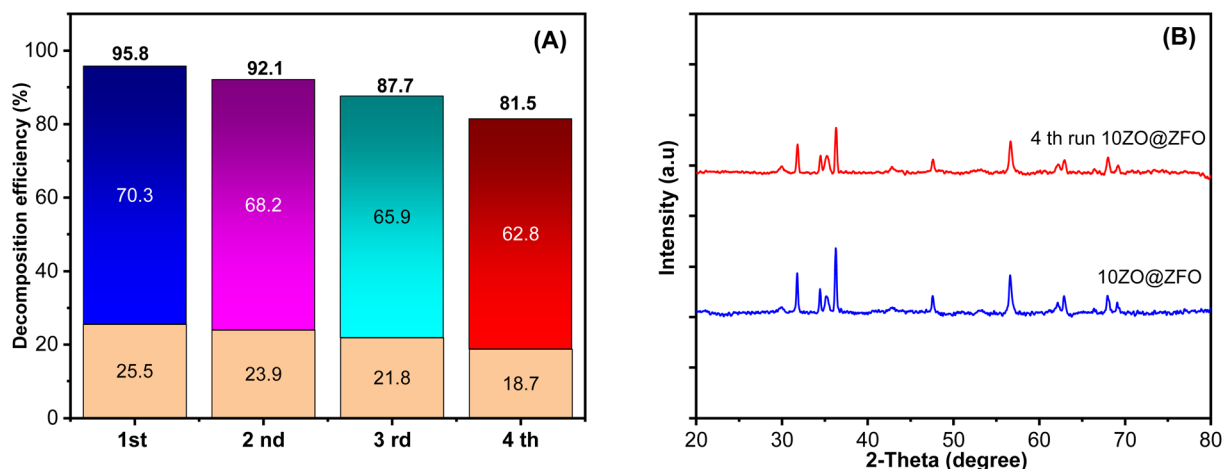 (A)
Decomposition efficiency (%)
100
80
60
40
20
0
95.8
92.1
87.7
81.5
70.3
68.2
65.9
62.8
25.5
23.9
21.8
18.7
1st
2 nd
3 rd
4 th
(B)
Intensity (a.u)
4 th run 10ZO@ZFO
10ZO@ZFO
20
30
40
50
60
70
80
2-Theta (degree)